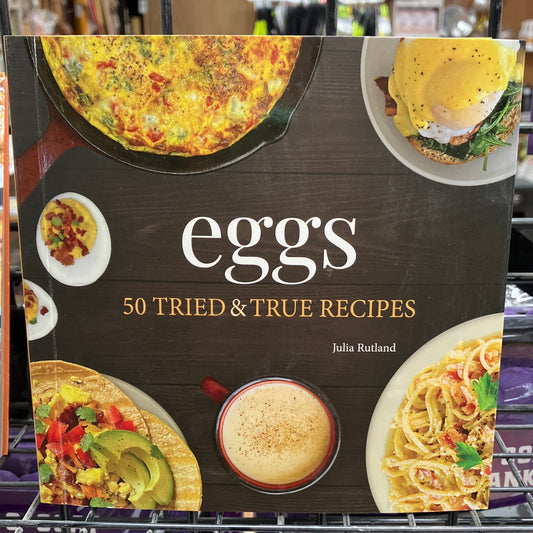 eggs
50 TRIED & TRUE RECIPES
Julia Rutland